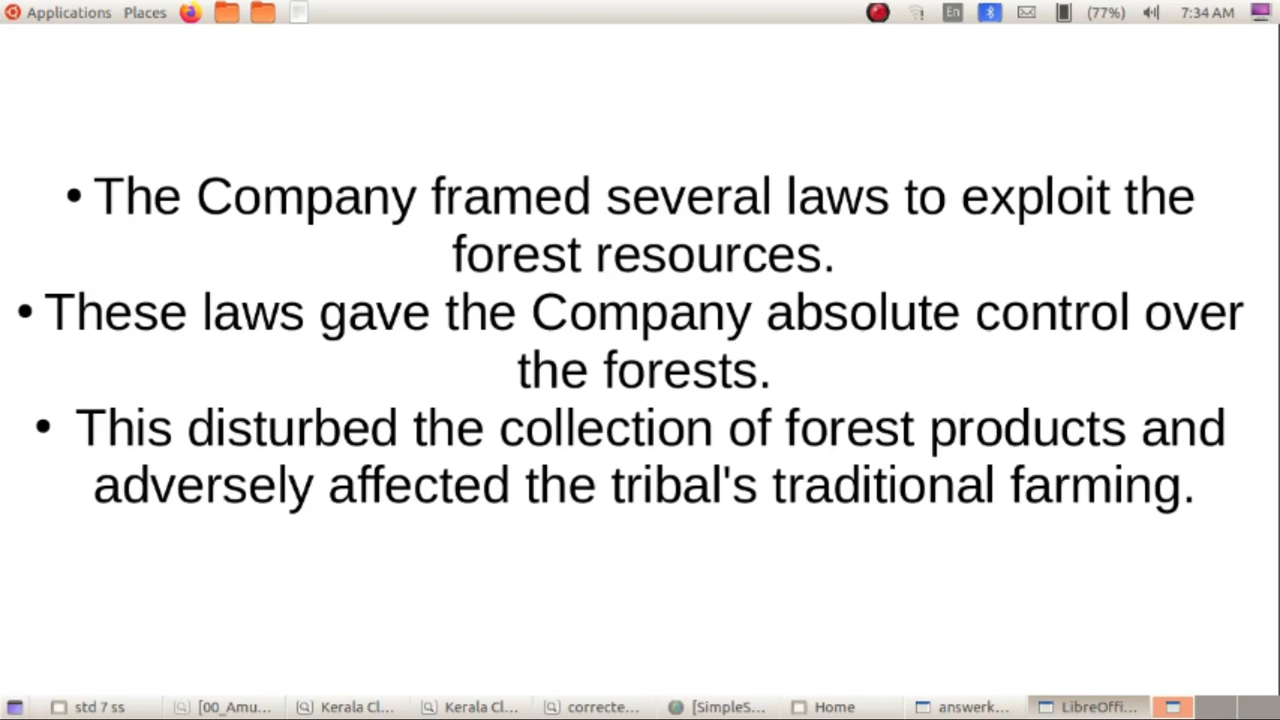 Applications Places En (77%) 7:34 AM
• The Company framed several laws to exploit the
forest resources.
• These laws gave the Company absolute control over
the forests.
• This disturbed the collection of forest products and
adversely affected the tribal's traditional farming.
std 7 ss [00_Amu... Kerala Cl... Kerala Cl... correcte... [SimpleS... Home answerk... LibreOffi...